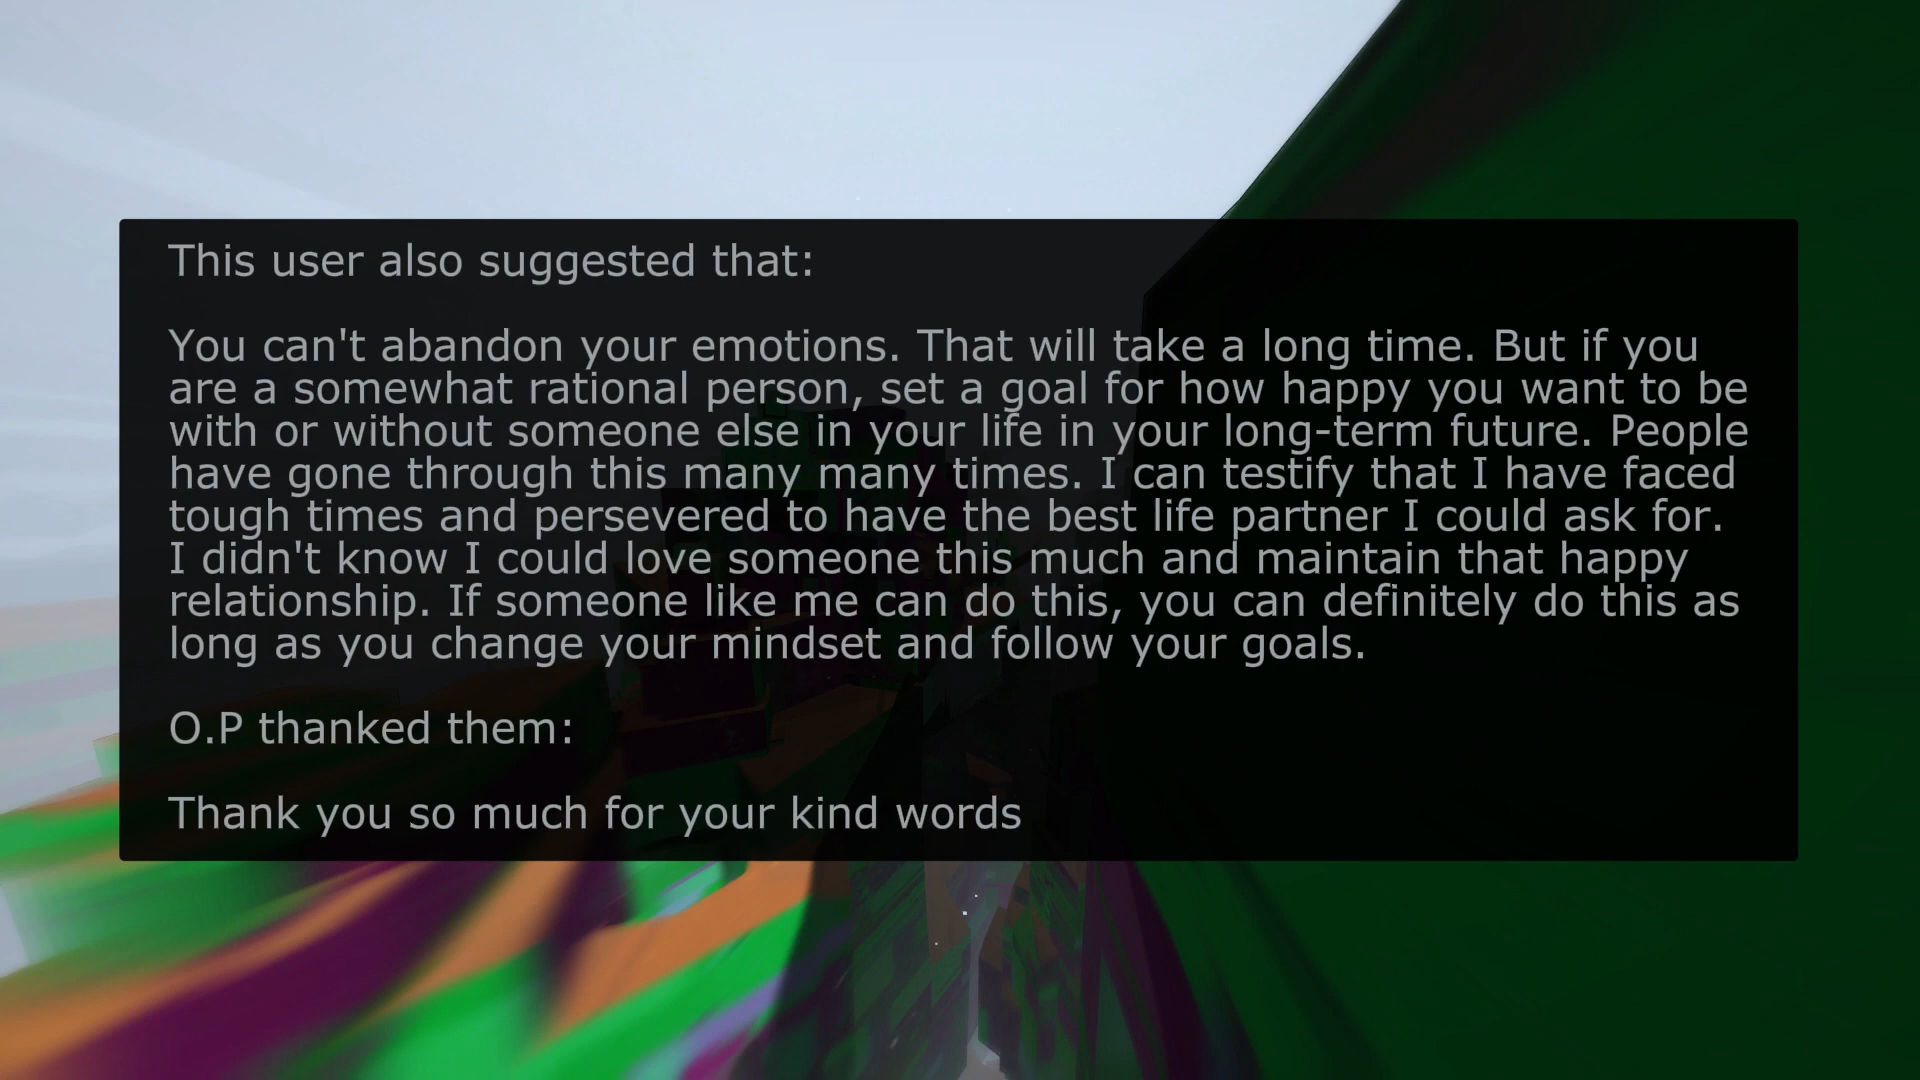 This user also suggested that:
You can't abandon your emotions. That will take a long time. But if you
are a somewhat rational person, set a goal for how happy you want to be
with or without someone else in your life in your long-term future. People
have gone through this many many times. I can testify that I have faced
tough times and persevered to have the best life partner I could ask for.
I didn't know I could love someone this much and maintain that happy
relationship. If someone like me can do this, you can definitely do this as
long as you change your mindset and follow your goals.
O.P thanked them:
Thank you so much for your kind words